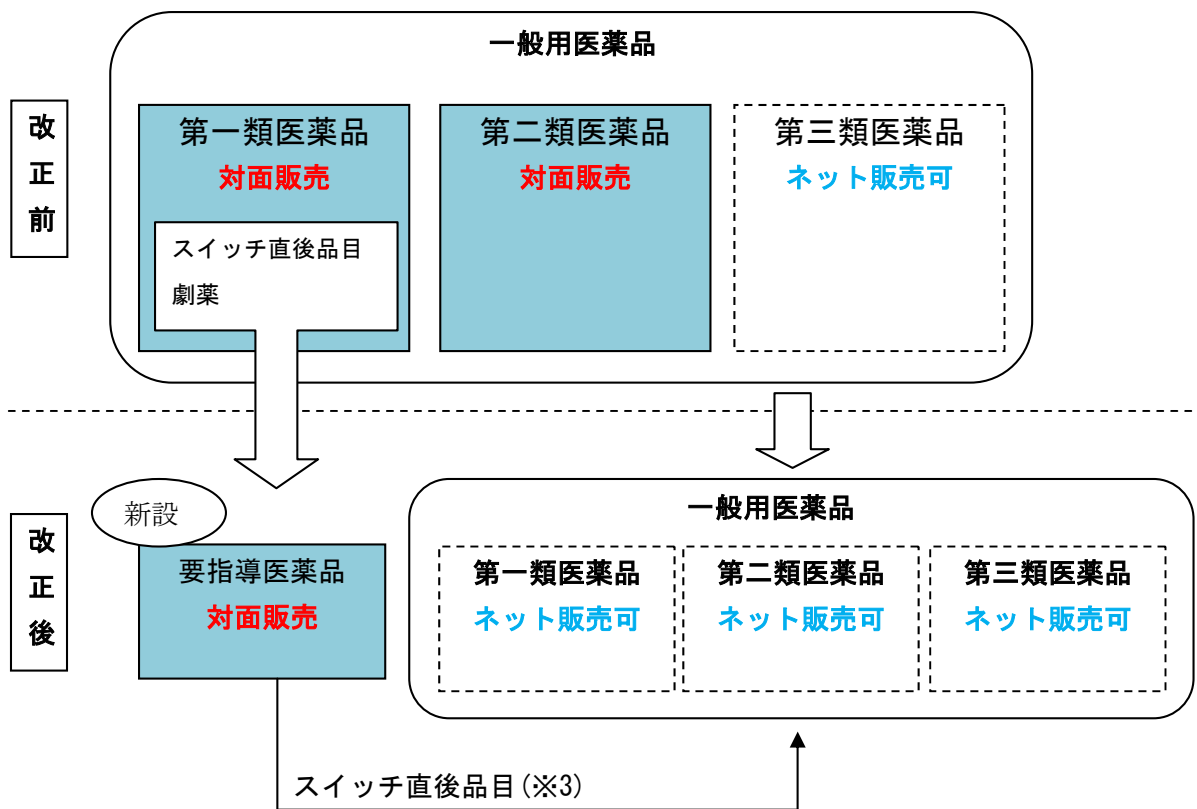 一般用医薬品
改正前
第一類医薬品
対面販売
スイッチ直後品目
劇薬
第二類医薬品
対面販売
第三類医薬品
ネット販売可
改正後
新設
要指導医薬品
対面販売
一般用医薬品
第一類医薬品
ネット販売可
第二類医薬品
ネット販売可
第三類医薬品
ネット販売可
スイッチ直後品目(※3)